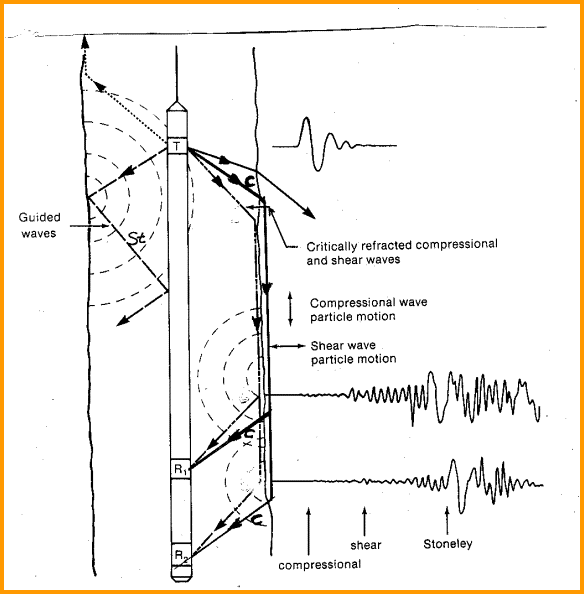 T
c
Guided
waves
St
Critically refracted compressional
and shear waves
Compressional wave
particle motion
Shear wave
particle motion
c
R₁
c
R₂
shear
Stoneley
compressional